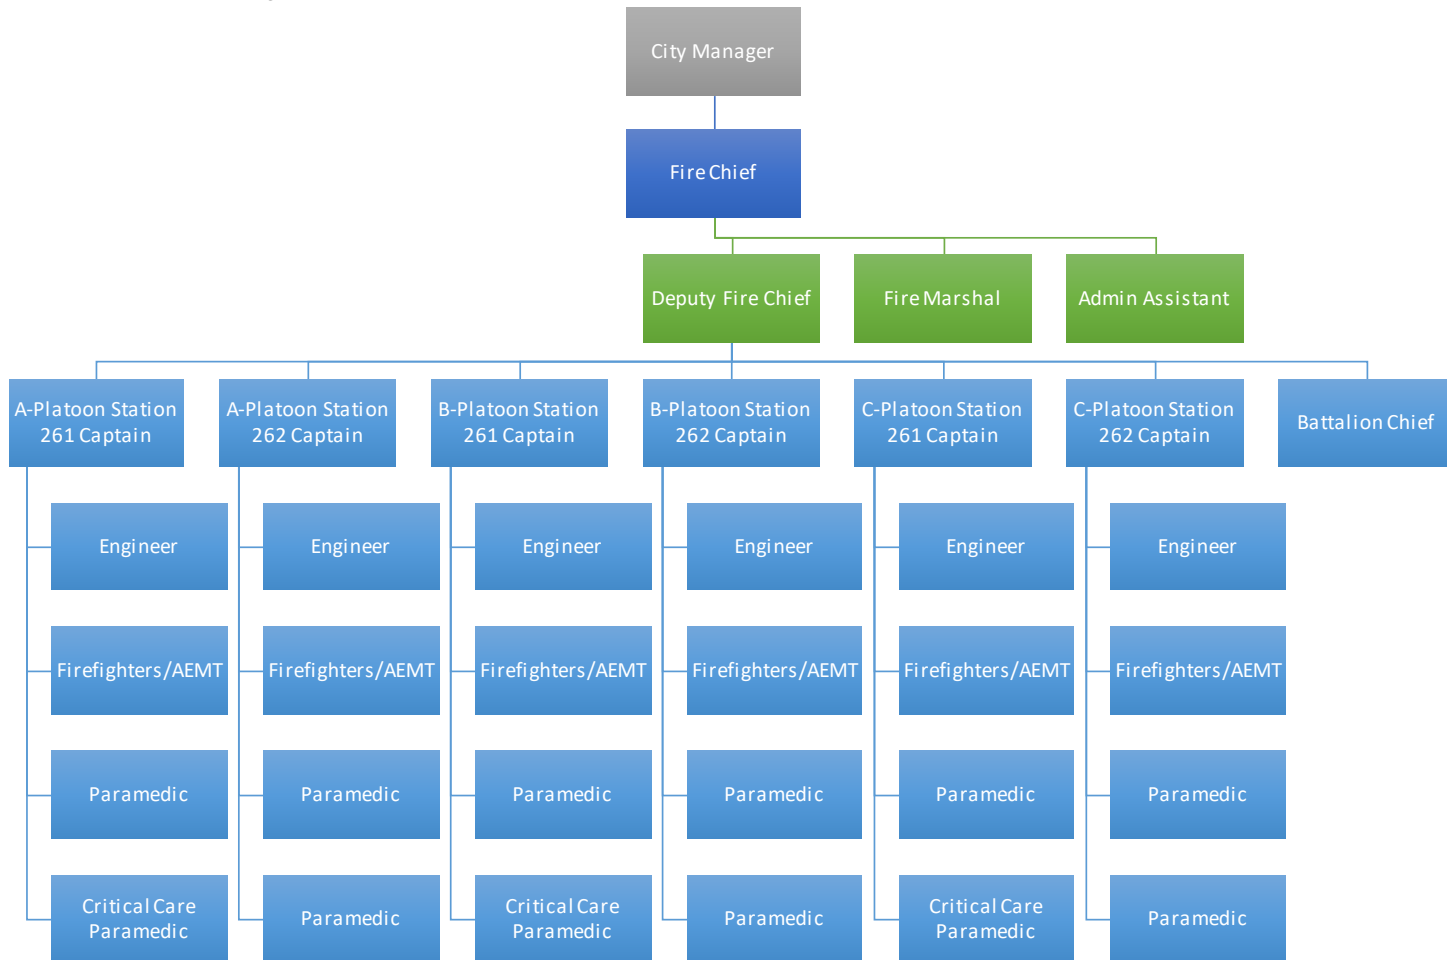 City Manager
Fire Chief
Deputy Fire Chief
Fire Marshal
Admin Assistant
A-Platoon Station
261 Captain
A-Platoon Station
262 Captain
B-Platoon Station
261 Captain
B-Platoon Station
262 Captain
C-Platoon Station
261 Captain
C-Platoon Station
262 Captain
Battalion Chief
Engineer
Engineer
Engineer
Engineer
Engineer
Engineer
Firefighters/AEMT
Firefighters/AEMT
Firefighters/AEMT
Firefighters/AEMT
Firefighters/AEMT
Firefighters/AEMT
Paramedic
Paramedic
Paramedic
Paramedic
Paramedic
Paramedic
Critical Care
Paramedic
Paramedic
Critical Care
Paramedic
Paramedic
Critical Care
Paramedic
Paramedic